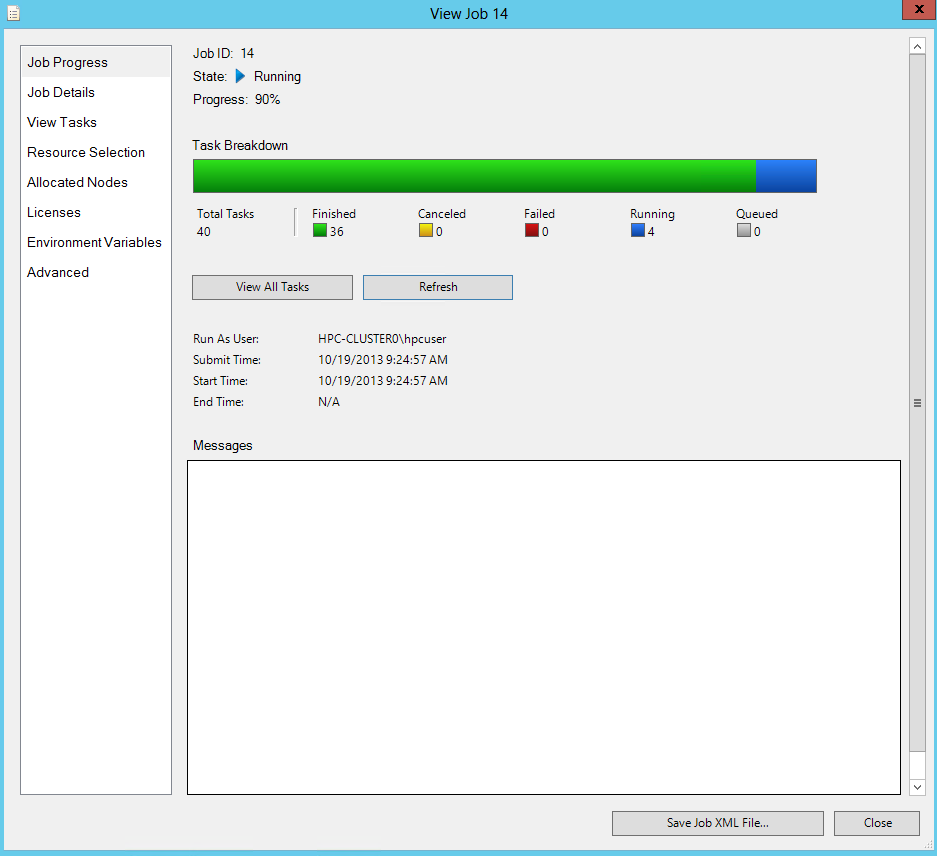 View Job 14
x
Job Progress
Job Details
View Tasks
Resource Selection
Allocated Nodes
Licenses
Environment Variables
Advanced
Job ID: 14
State: Running
Progress: 90%
Task Breakdown
Total Tasks Finished Canceled Failed Running Queued
40 36 0 0 4 0
View All Tasks Refresh
Run As User: HPC-CLUSTER0\hpcuser
Submit Time: 10/19/2013 9:24:57 AM
Start Time: 10/19/2013 9:24:57 AM
End Time: N/A
Messages
Save Job XML File... Close